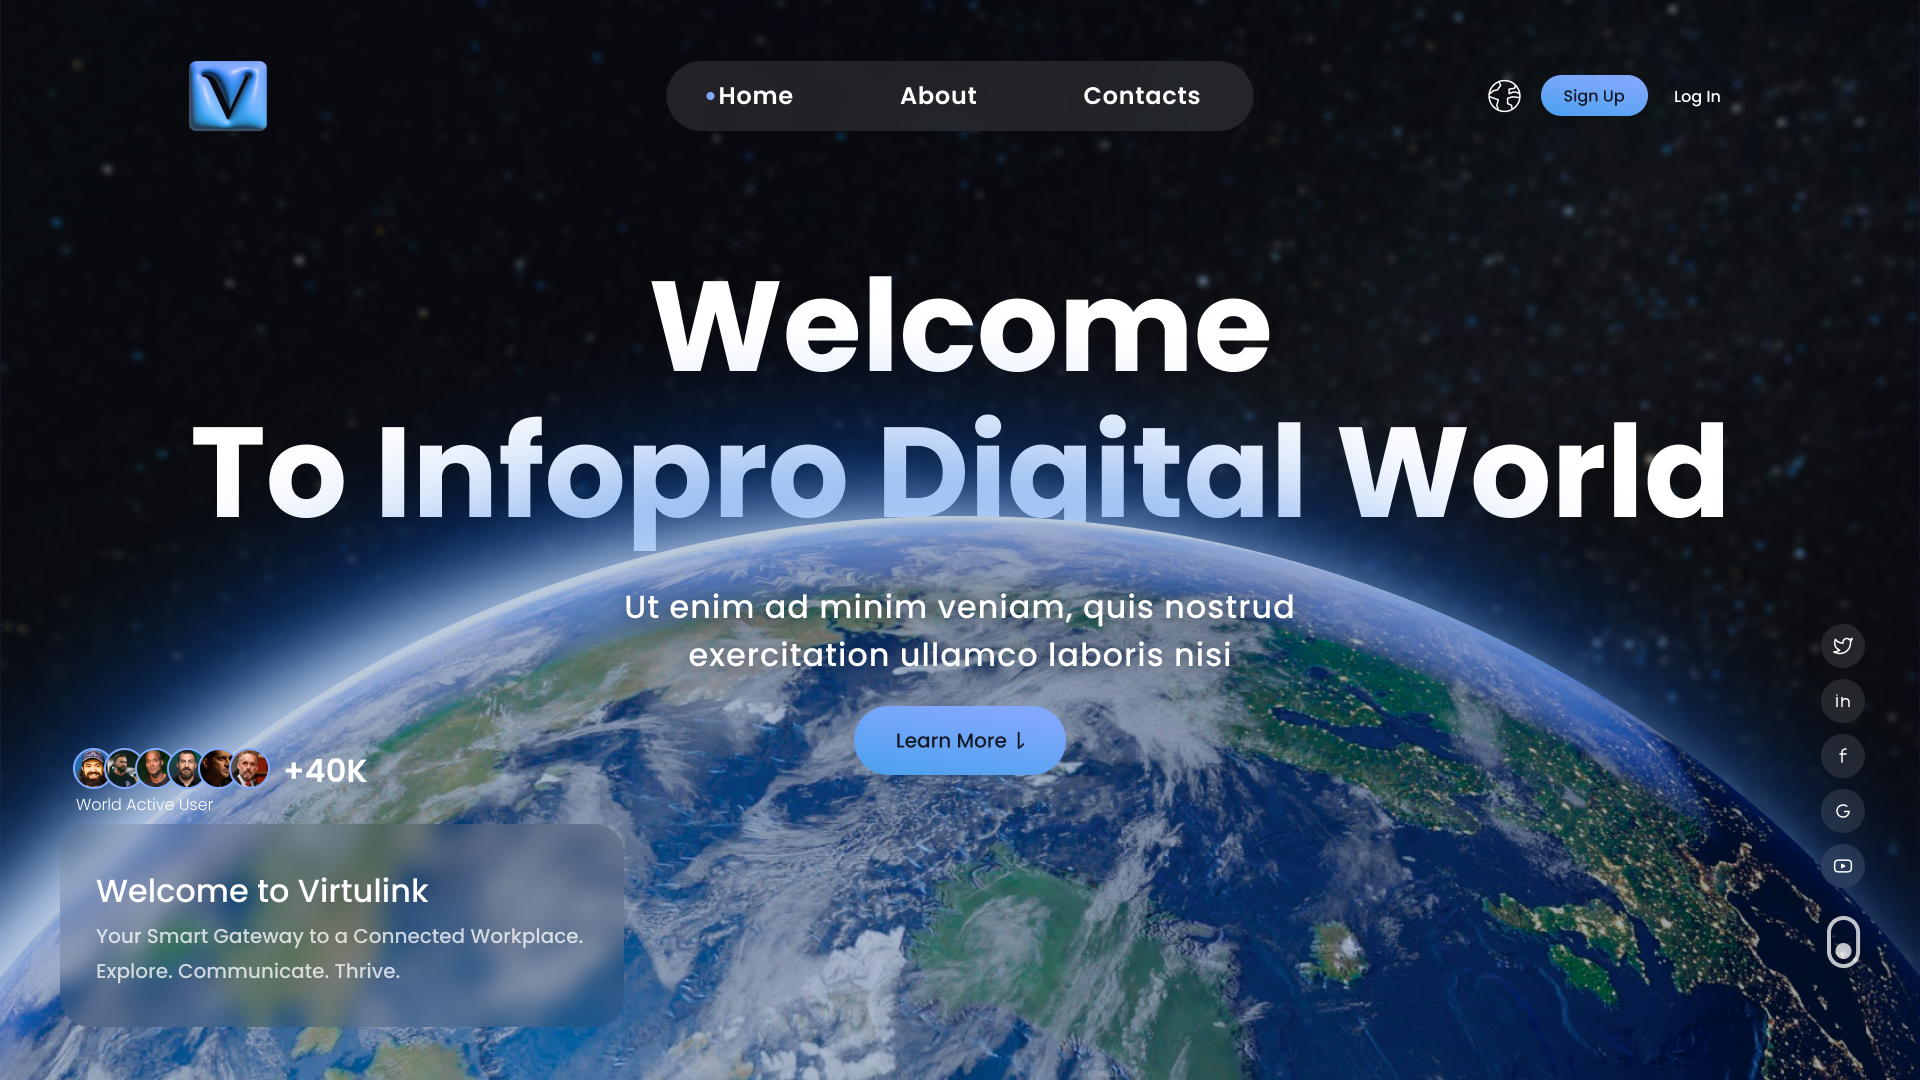 V
Home About Contacts
Sign Up Log In
Welcome
To Infopro Digital World
Ut enim ad minim veniam, quis nostrud
exercitation ullamco laboris nisi
Learn More
+40K
World Active User
Welcome to Virtulink
Your Smart Gateway to a Connected Workplace.
Explore. Communicate. Thrive.
in
f
G